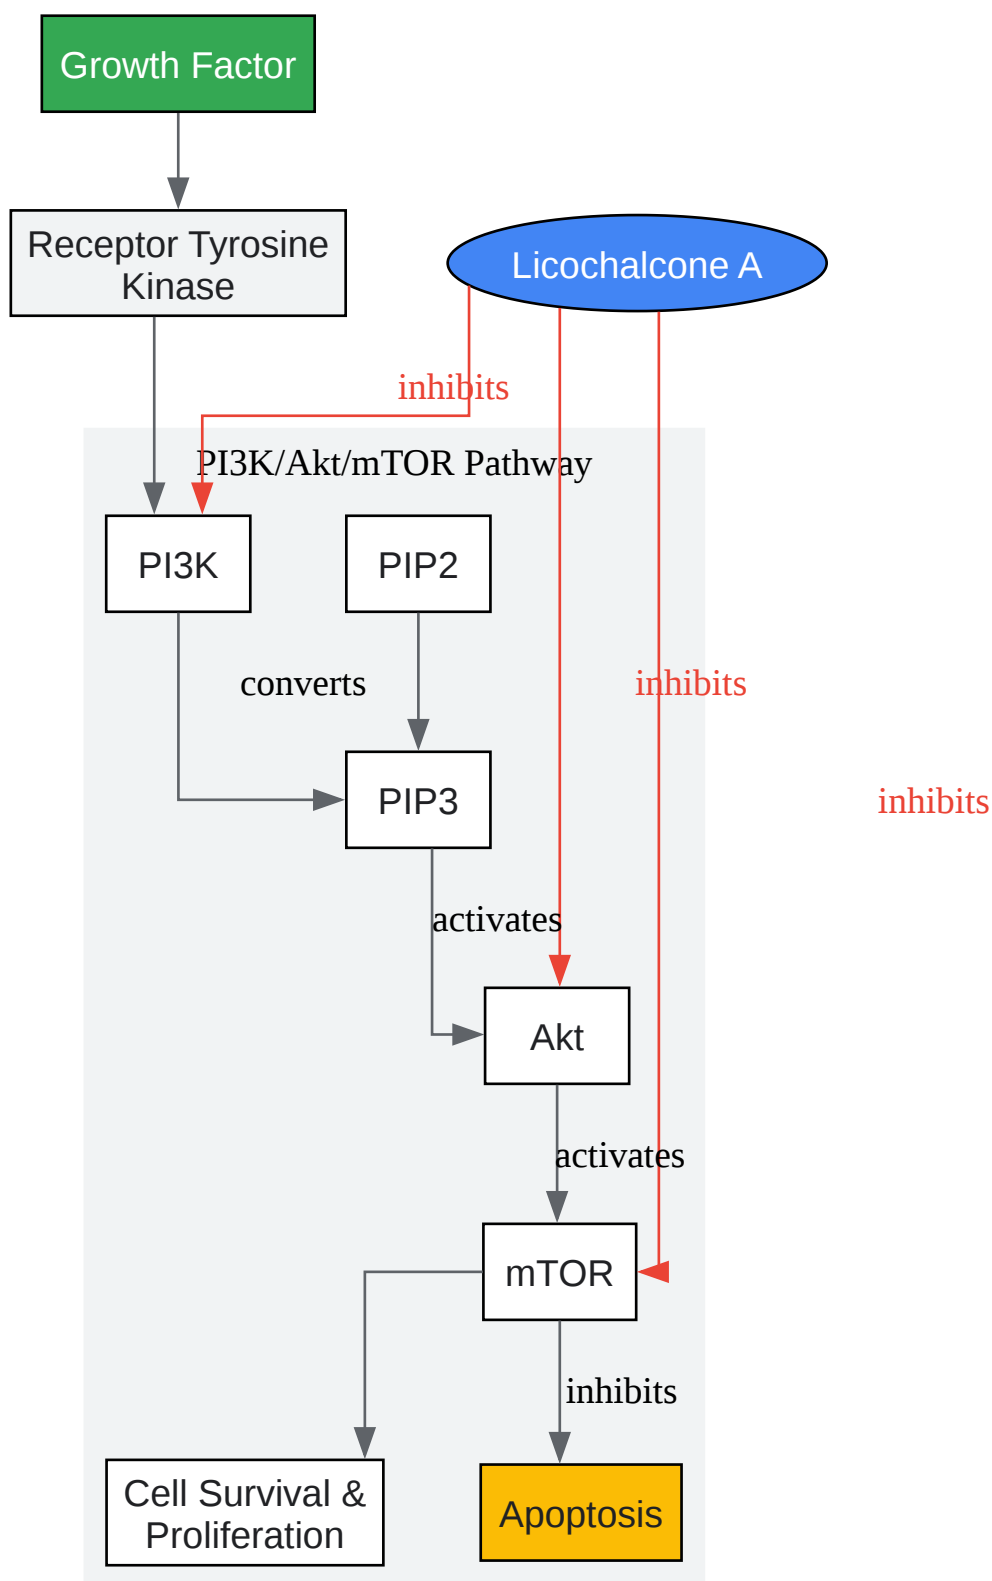 Growth Factor
Receptor Tyrosine
Kinase
Licochalcone A
inhibits
PI3K/Akt/mTOR Pathway
PI3K
PIP2
converts
inhibits
PIP3
inhibits
activates
Akt
activates
mTOR
inhibits
Cell Survival &
Proliferation
Apoptosis